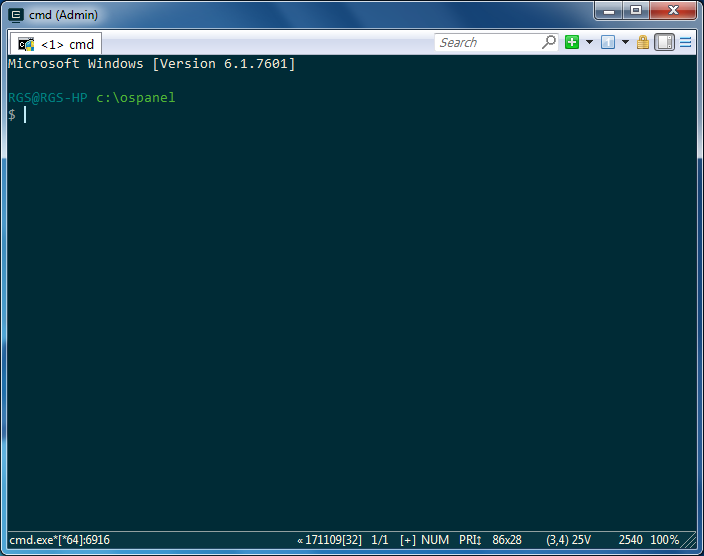 cmd (Admin)
<1> cmd
Search
Microsoft Windows [Version 6.1.7601]
RGS@RGS-HP c:\ospanel
$
cmd.exe*[*64]:6916
« 171109[32] 1/1 [+] NUM PRI↕ 86x28 (3,4) 25V 2540 100%